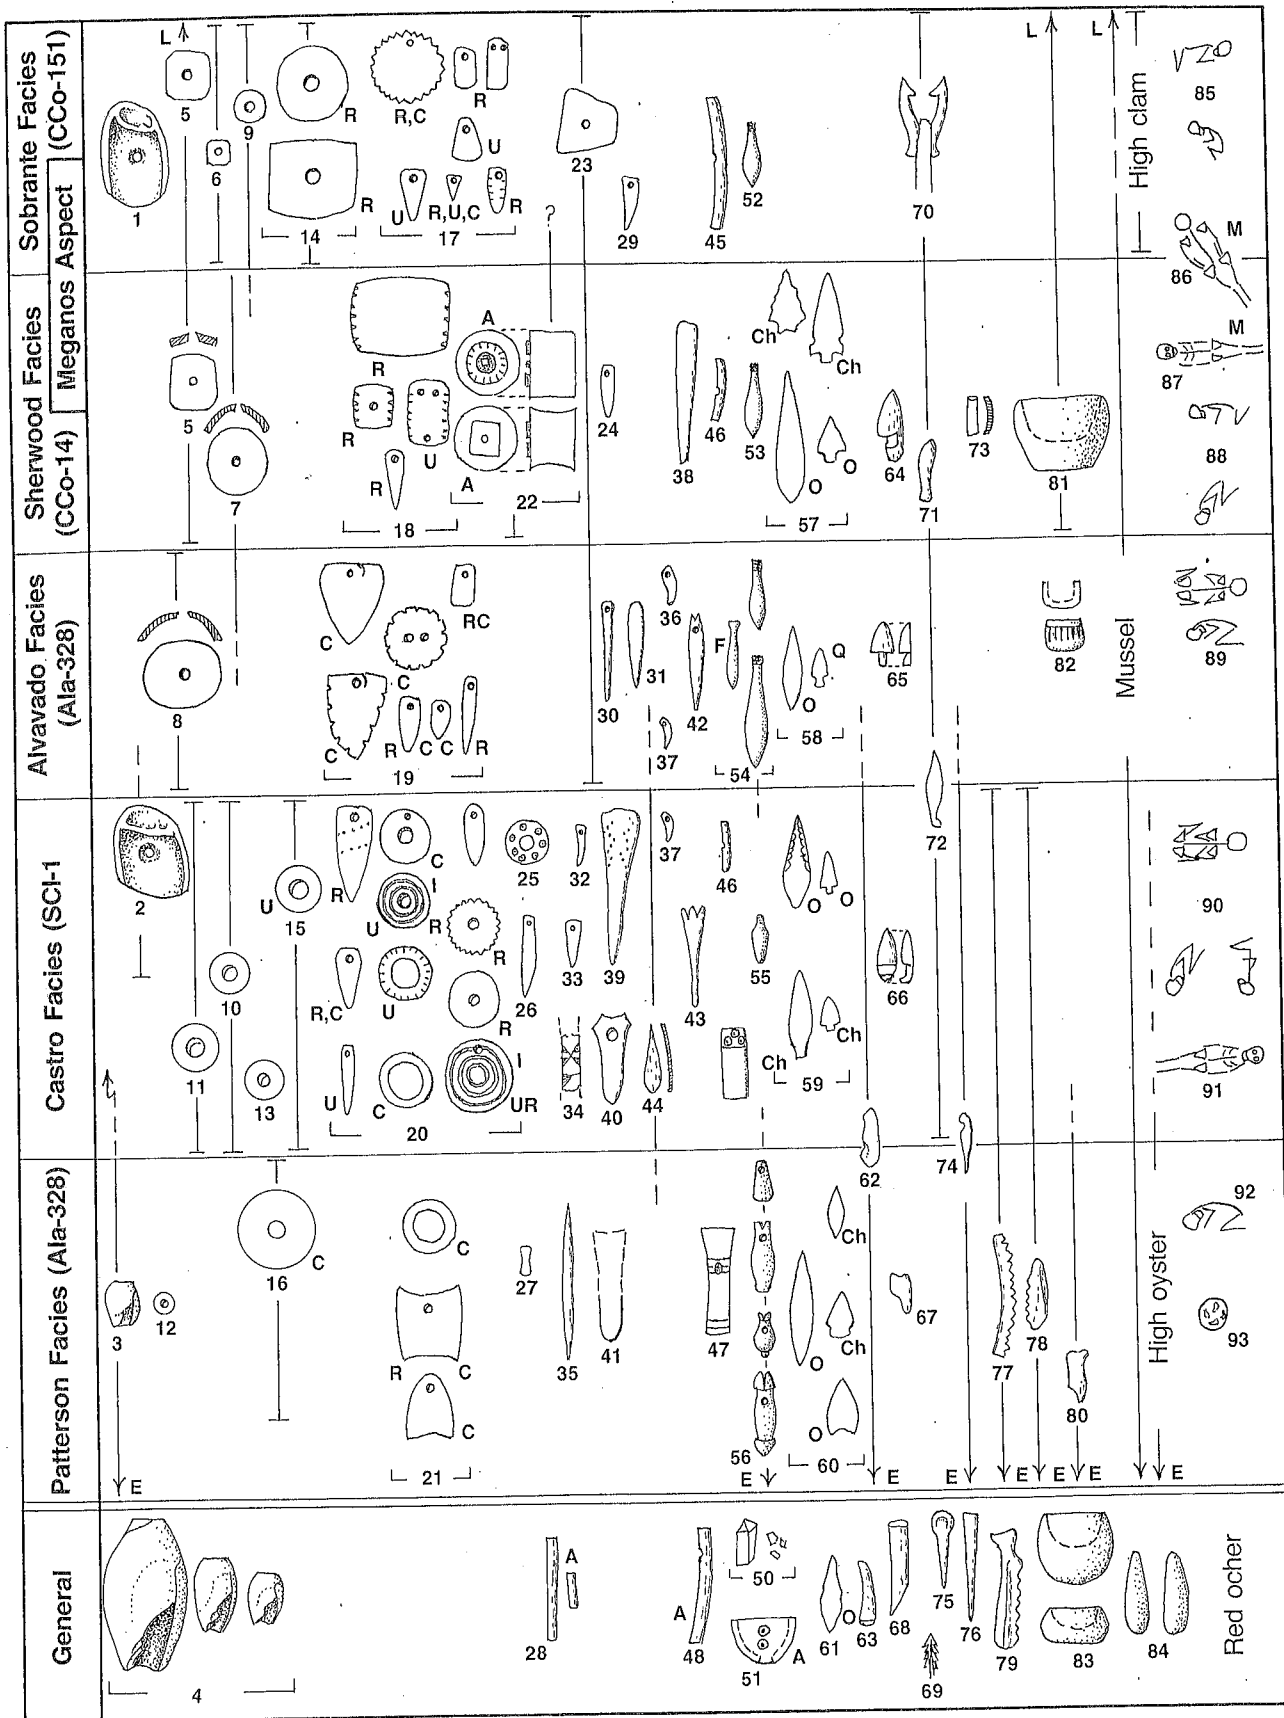 Sobrante Facies
(CCo-151)
Meganos Aspect
L
5
6
9
1
R
R
14
R,C
R
U
U
R,U,C
R
17
23
?
29
45
52
70
L
L
High clam
85
86
M
Sherwood Facies
(CCo-14)
5
7
R
R
U
R
18
A
A
22
24
38
46
53
Ch
Ch
O
O
57
64
71
73
81
M
87
88
Alvavado Facies
(Ala-328)
8
C
RC
C
C
R
C
C
R
19
30
31
36
37
42
F
54
Q
O
58
65
82
Mussel
89
Castro Facies (SCI-1)
2
U
15
10
11
13
R
C
I
U
R
R
R,C
U
R
U
C
I
UR
20
25
26
32
33
34
39
40
37
43
44
46
55
O
O
Ch
Ch
59
66
62
72
74
90
91
Patterson Facies (Ala-328)
3
12
E
16
C
C
R
C
C
21
27
35
41
47
56
E
Ch
O
Ch
O
60
67
E
E
77
78
80
E
E
E
High oyster
E
92
93
General
4
28
A
A
48
50
51
A
61
O
63
68
69
75
76
79
83
84
Red ocher